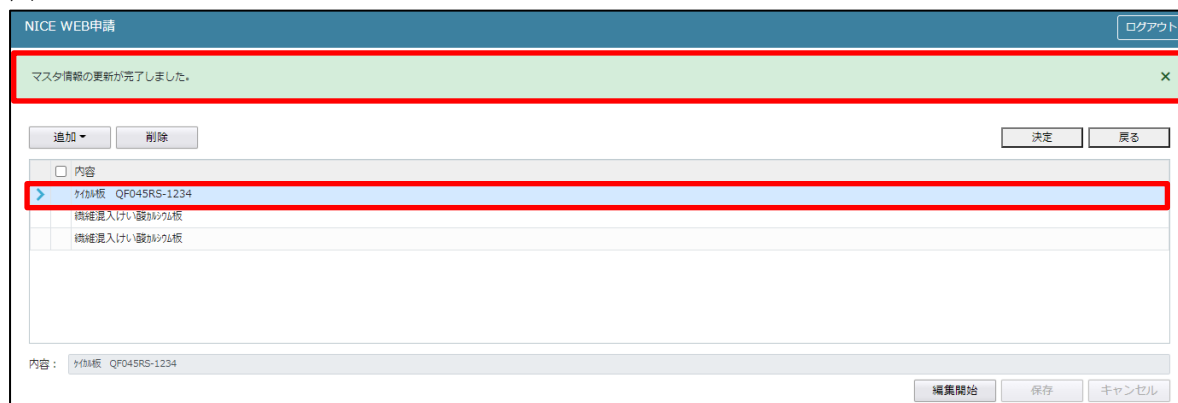 NICE WEB申請
ログアウト
マスタ情報の更新が完了しました。 ×
追加 削除 決定 戻る
内容
ｹｲｶﾙ板 QF045RS-1234
繊維混入けい酸ｶﾙｼｳﾑ板
繊維混入けい酸ｶﾙｼｳﾑ板
内容： ｹｲｶﾙ板 QF045RS-1234
編集開始 保存 キャンセル